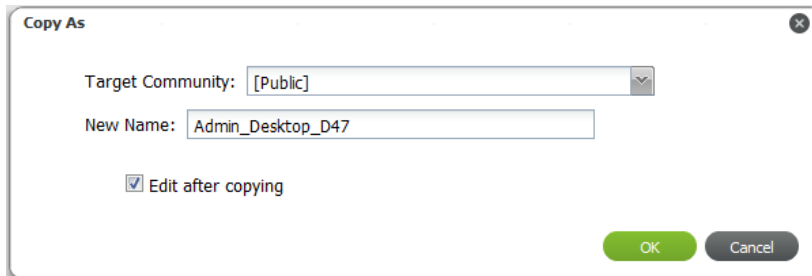 Copy As
Target Community: [Public]
New Name: Admin_Desktop_D47
Edit after copying
OK Cancel